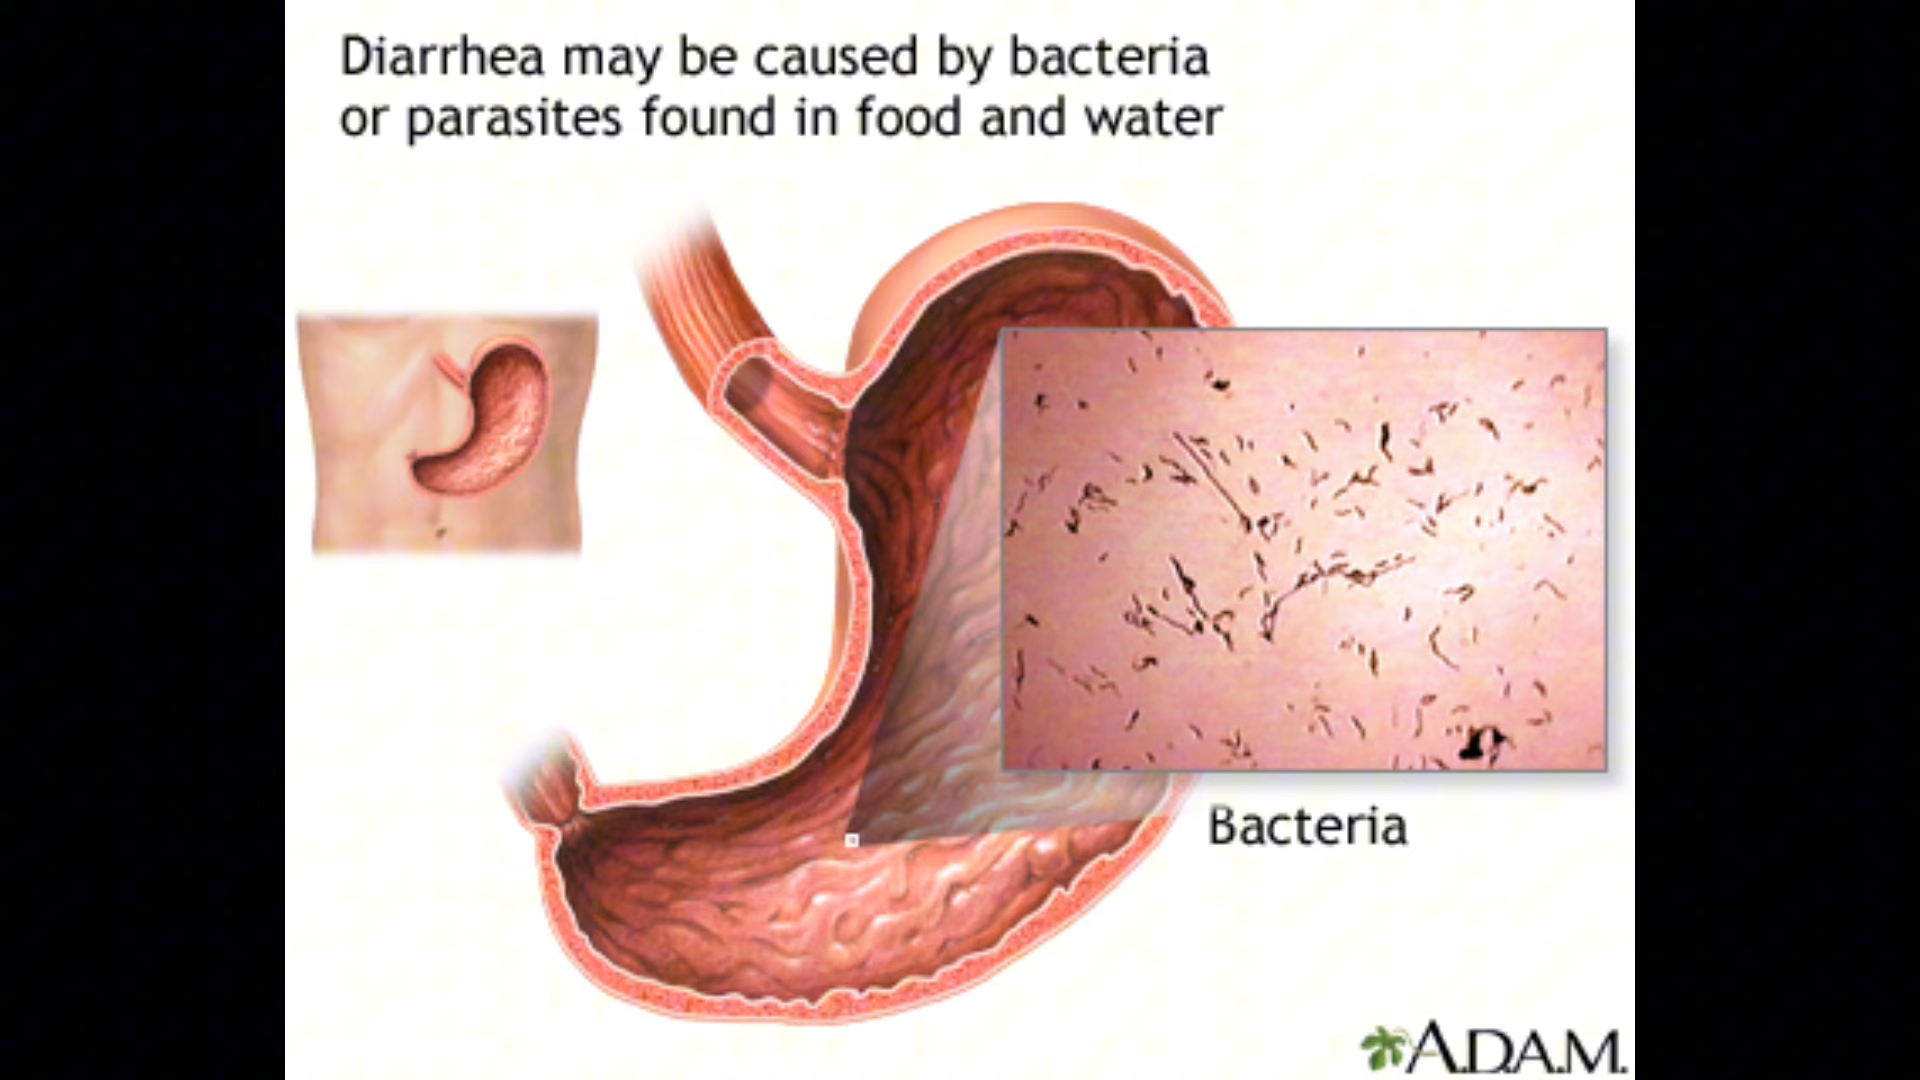 Diarrhea may be caused by bacteria
or parasites found in food and water
Bacteria
A.D.A.M.